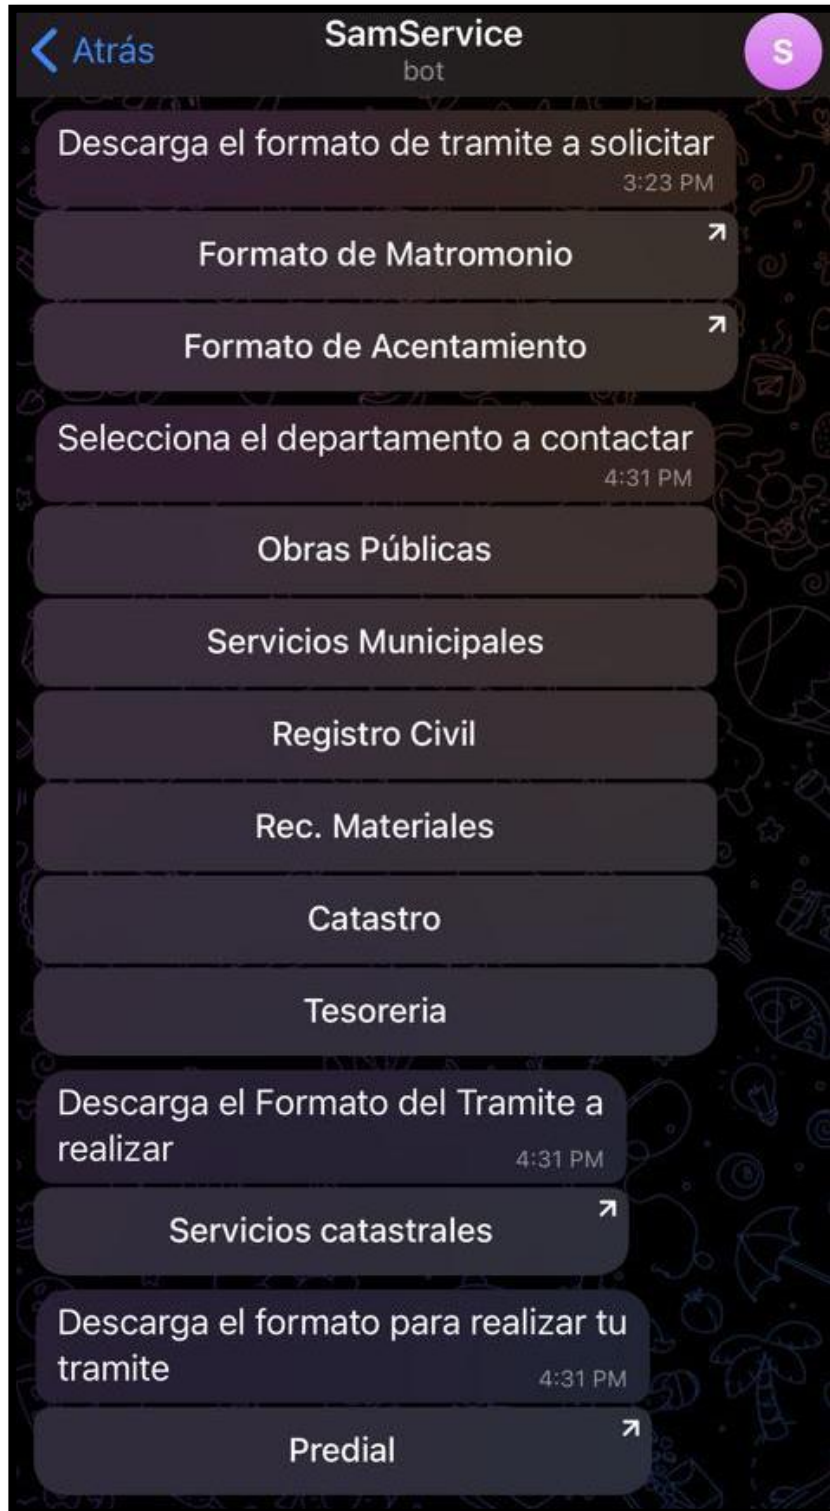 Atrás
SamService
bot
S
Descarga el formato de tramite a solicitar
3:23 PM
Formato de Matromonio
Formato de Acentamiento
Selecciona el departamento a contactar
4:31 PM
Obras Públicas
Servicios Municipales
Registro Civil
Rec. Materiales
Catastro
Tesoreria
Descarga el Formato del Tramite a
realizar
4:31 PM
Servicios catastrales
Descarga el formato para realizar tu
tramite
4:31 PM
Predial